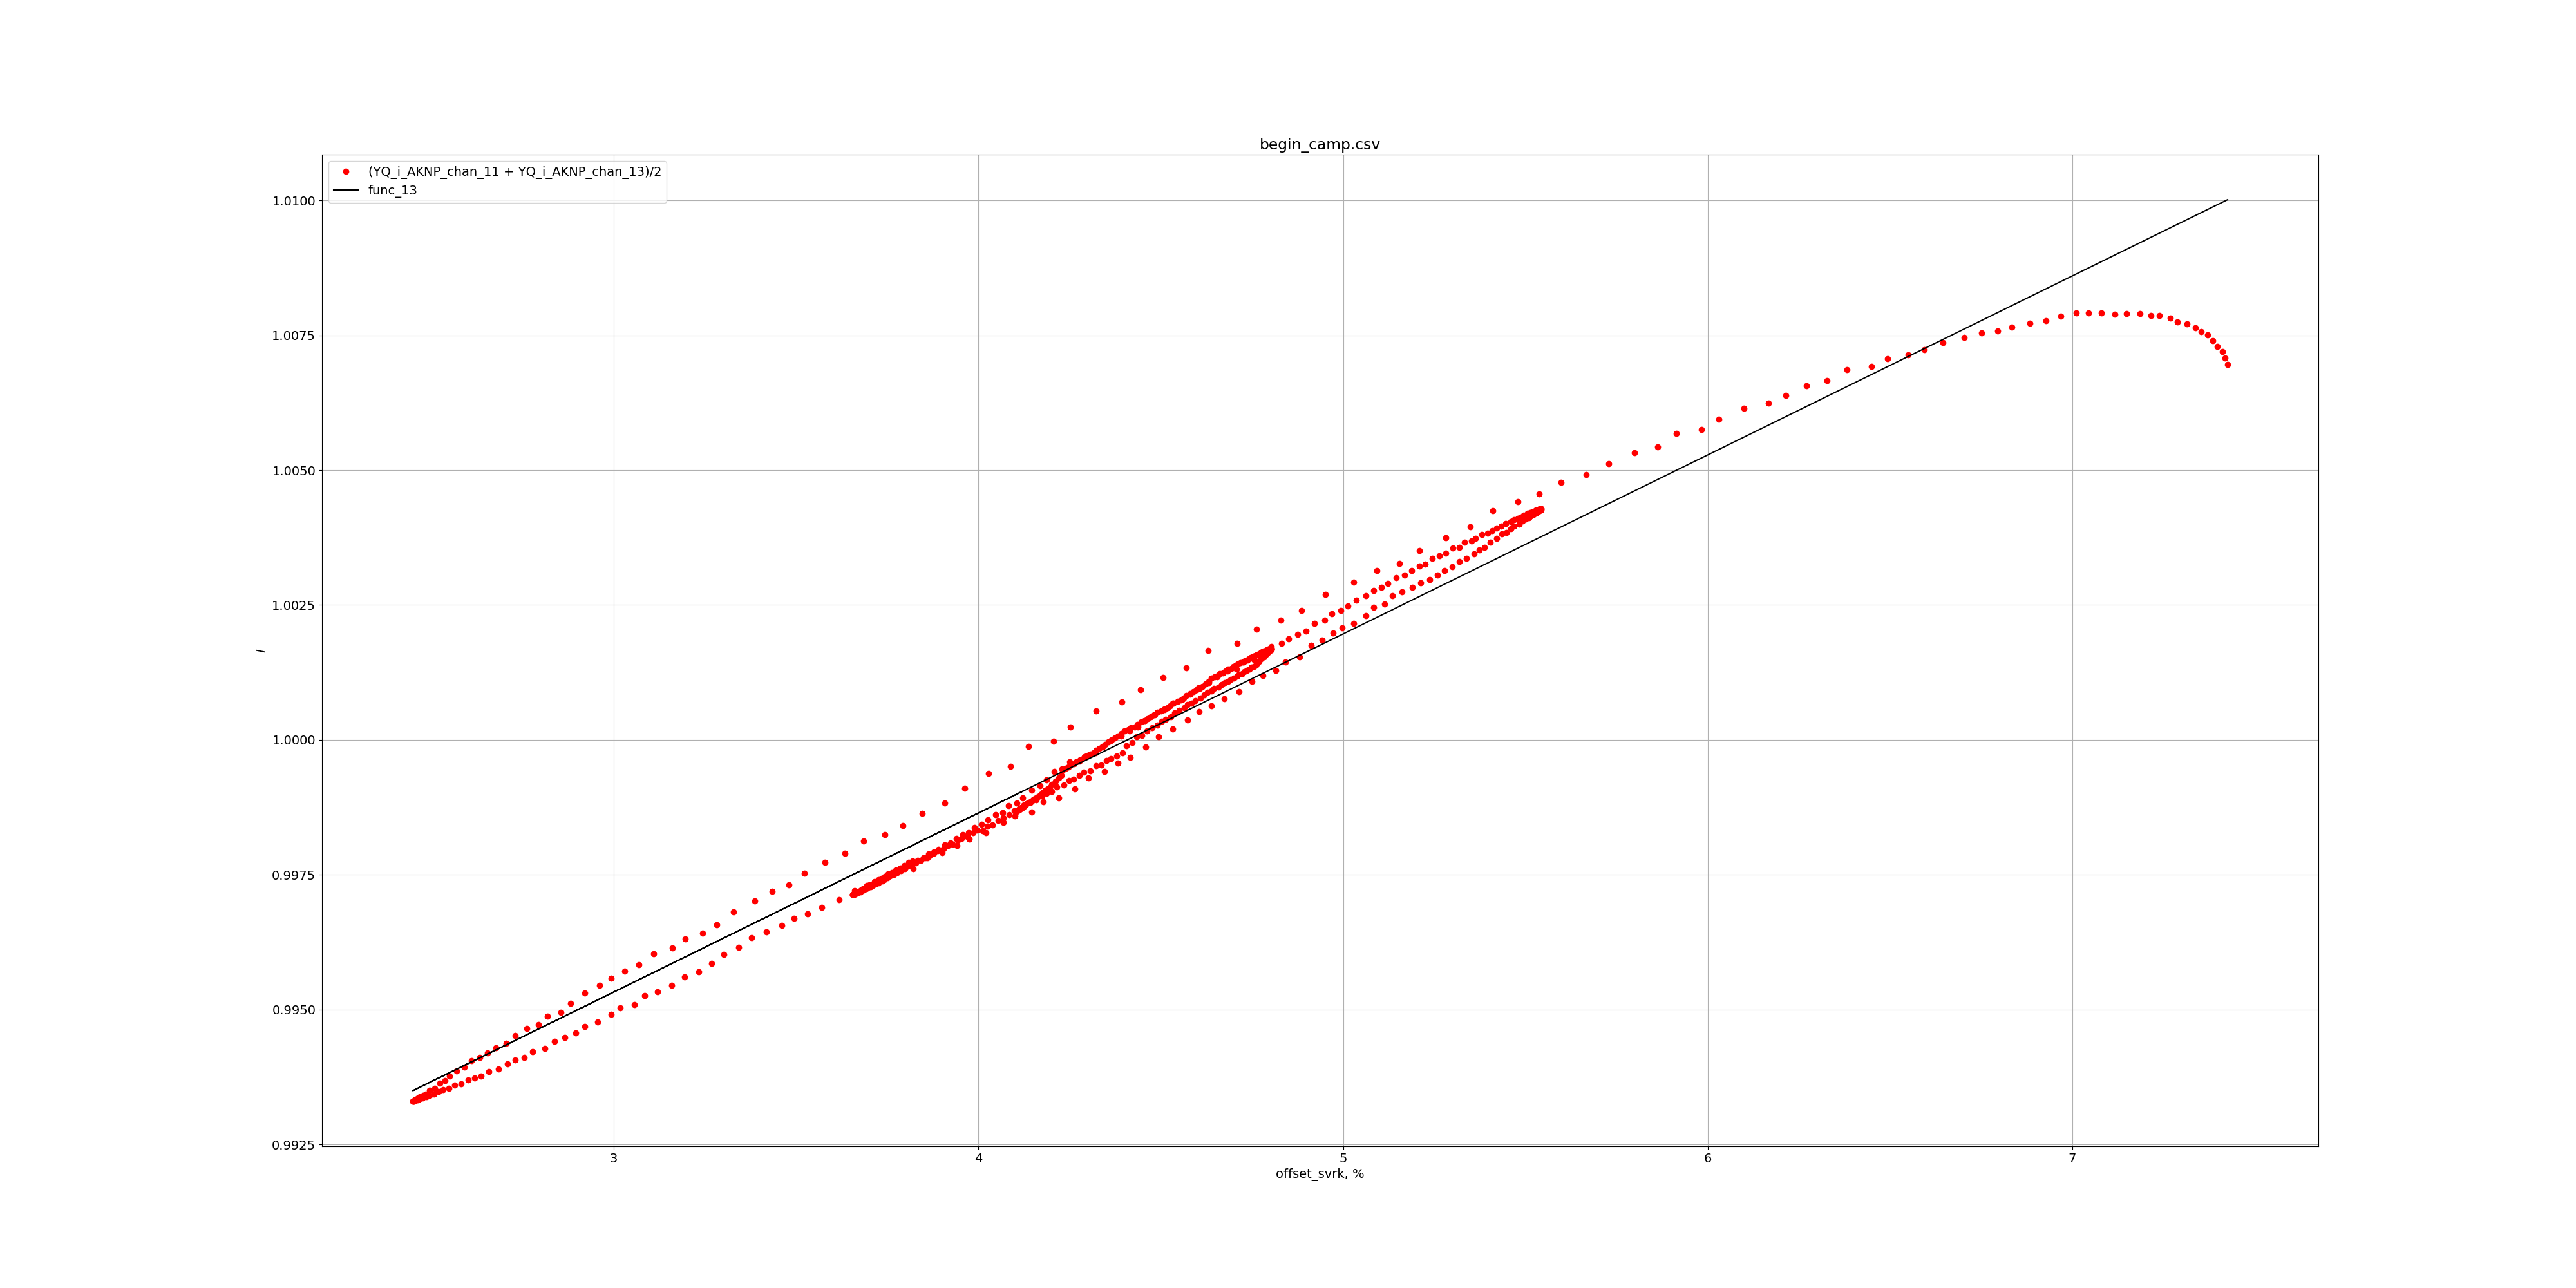 begin_camp.csv
(YQ_i_AKNP_chan_11 + YQ_i_AKNP_chan_13)/2
func_13
1.0100
1.0075
1.0050
1.0025
1.0000
0.9975
0.9950
0.9925
I
3 4 5 6 7
offset_svrk, %